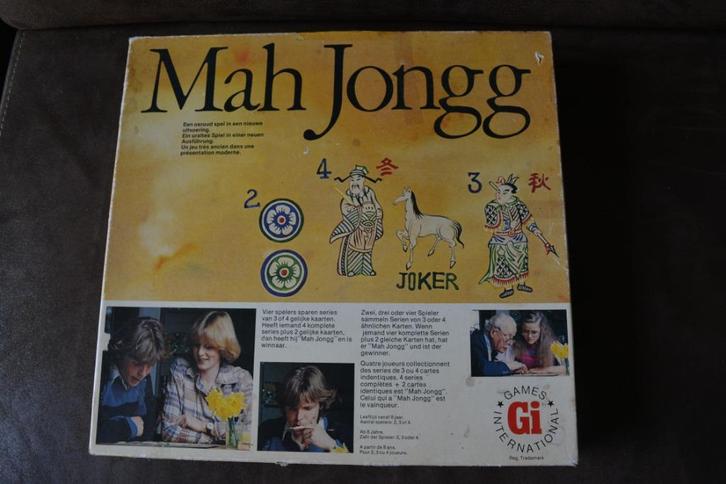 Mah Jongg
Een oeroud spel in een nieuwe
uitvoering.
Ein uraltes Spiel in einer neuen
Ausführung.
Un jeu très ancien dans une
présentation moderne.
2
4 冬
3 秋
JOKER
Vier spelers sparen series
van 3 of 4 gelijke kaarten.
Heeft iemand 4 komplete
series plus 2 gelijke kaarten,
dan heeft hij "Mah Jongg" en is
winnaar.
Zwei, drei oder vier Spieler
sammeln Serien von 3 oder 4
ähnlichen Karten. Wenn
jemand vier komplette Serien
plus 2 gleiche Karten hat, hat
er "Mah Jongg" und ist der
gewinner.
Quatre joueurs collectionnent
des series de 3 ou 4 cartes
indentiques, 4 series
complètes + 2 cartes
identiques est "Mah Jong".
Celui qui a "Mah Jongg" est
le vainqueur.
Leeftijd vanaf 8 jaar.
Aantal spelers: 2, 3 of 4.
Ab 8 Jahre.
Zahl der Spieler: 2, 3 oder 4.
A partir de 8 ans.
Pour 2, 3 ou 4 joueurs.
GAMES
Gi
INTERNATIONAL
Reg. Trademark